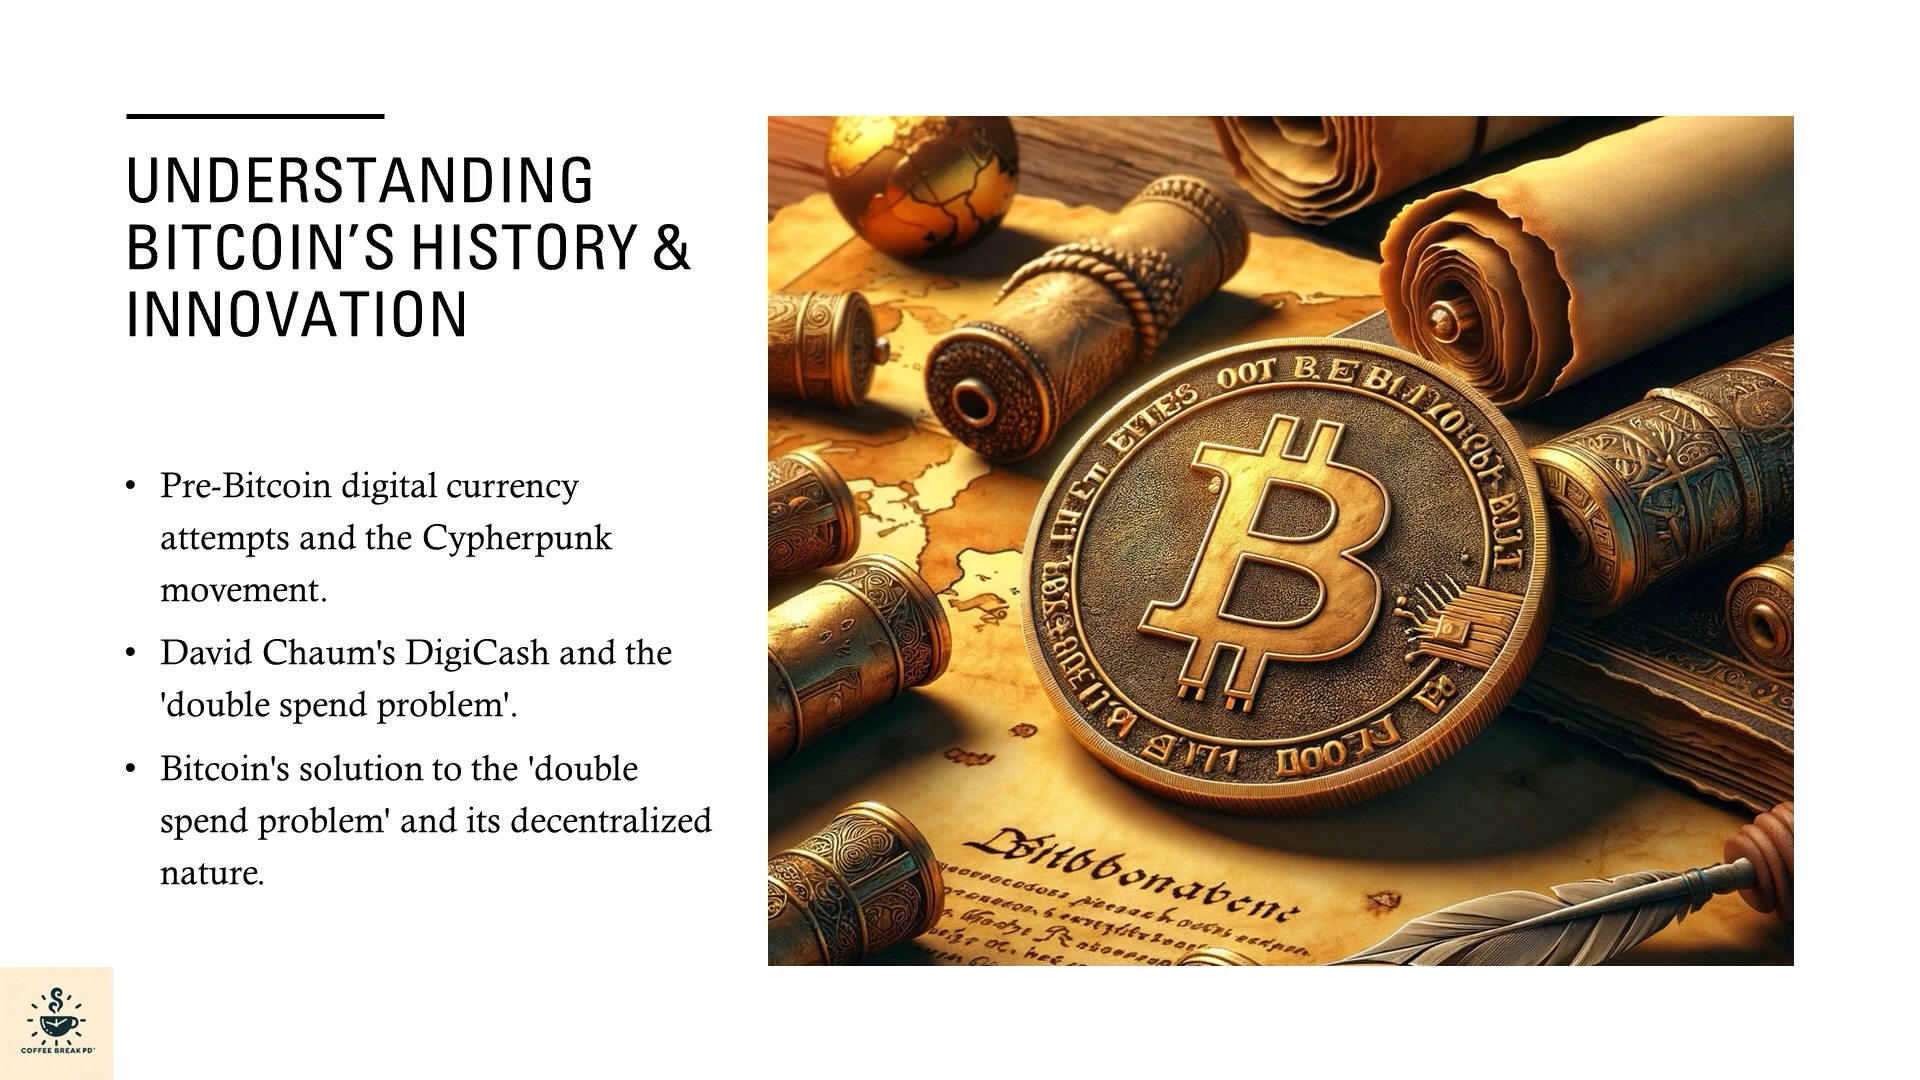 UNDERSTANDING
BITCOIN’S HISTORY &
INNOVATION
• Pre-Bitcoin digital currency
attempts and the Cypherpunk
movement.
• David Chaum's DigiCash and the
'double spend problem'.
• Bitcoin's solution to the 'double
spend problem' and its decentralized
nature.
COFFEE BREAK PD